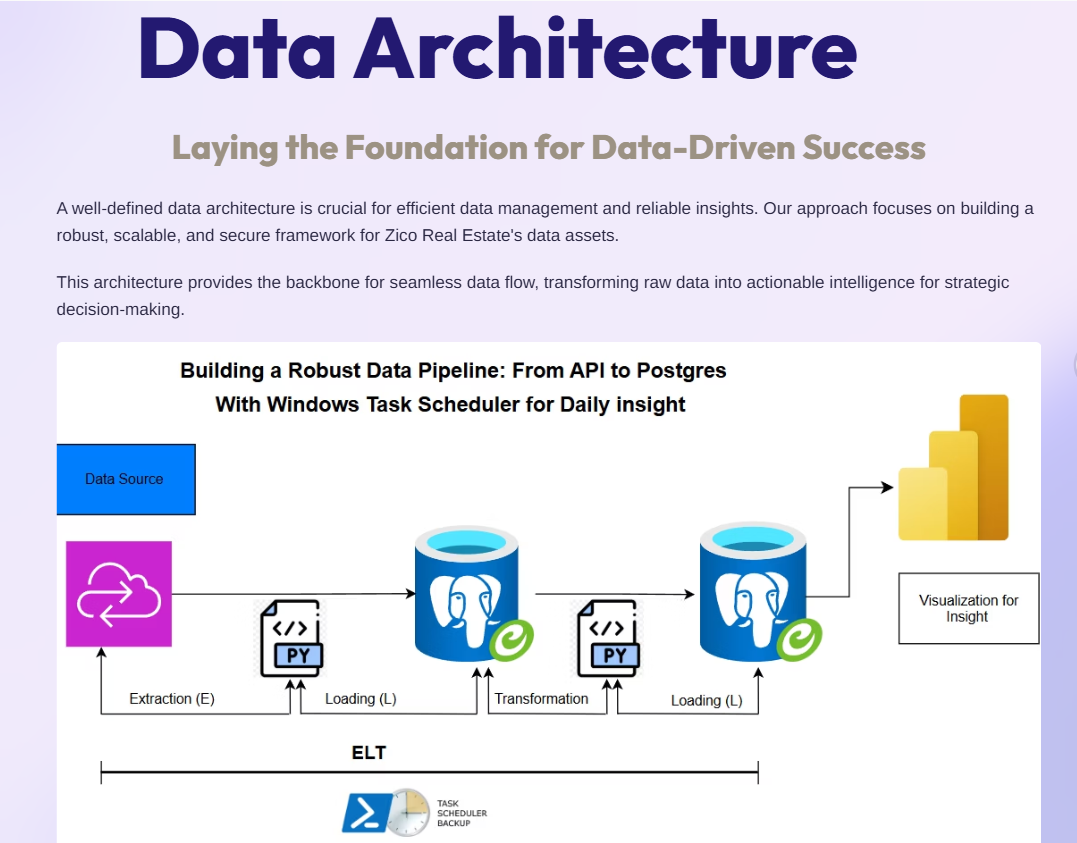 Data Architecture
Laying the Foundation for Data-Driven Success
A well-defined data architecture is crucial for efficient data management and reliable insights. Our approach focuses on building a
robust, scalable, and secure framework for Zico Real Estate's data assets.
This architecture provides the backbone for seamless data flow, transforming raw data into actionable intelligence for strategic
decision-making.
Building a Robust Data Pipeline: From API to Postgres
With Windows Task Scheduler for Daily insight
Data Source
</>
PY
</>
PY
Visualization for
Insight
Extraction (E)
Loading (L)
Transformation
Loading (L)
ELT
TASK
SCHEDULER
BACKUP